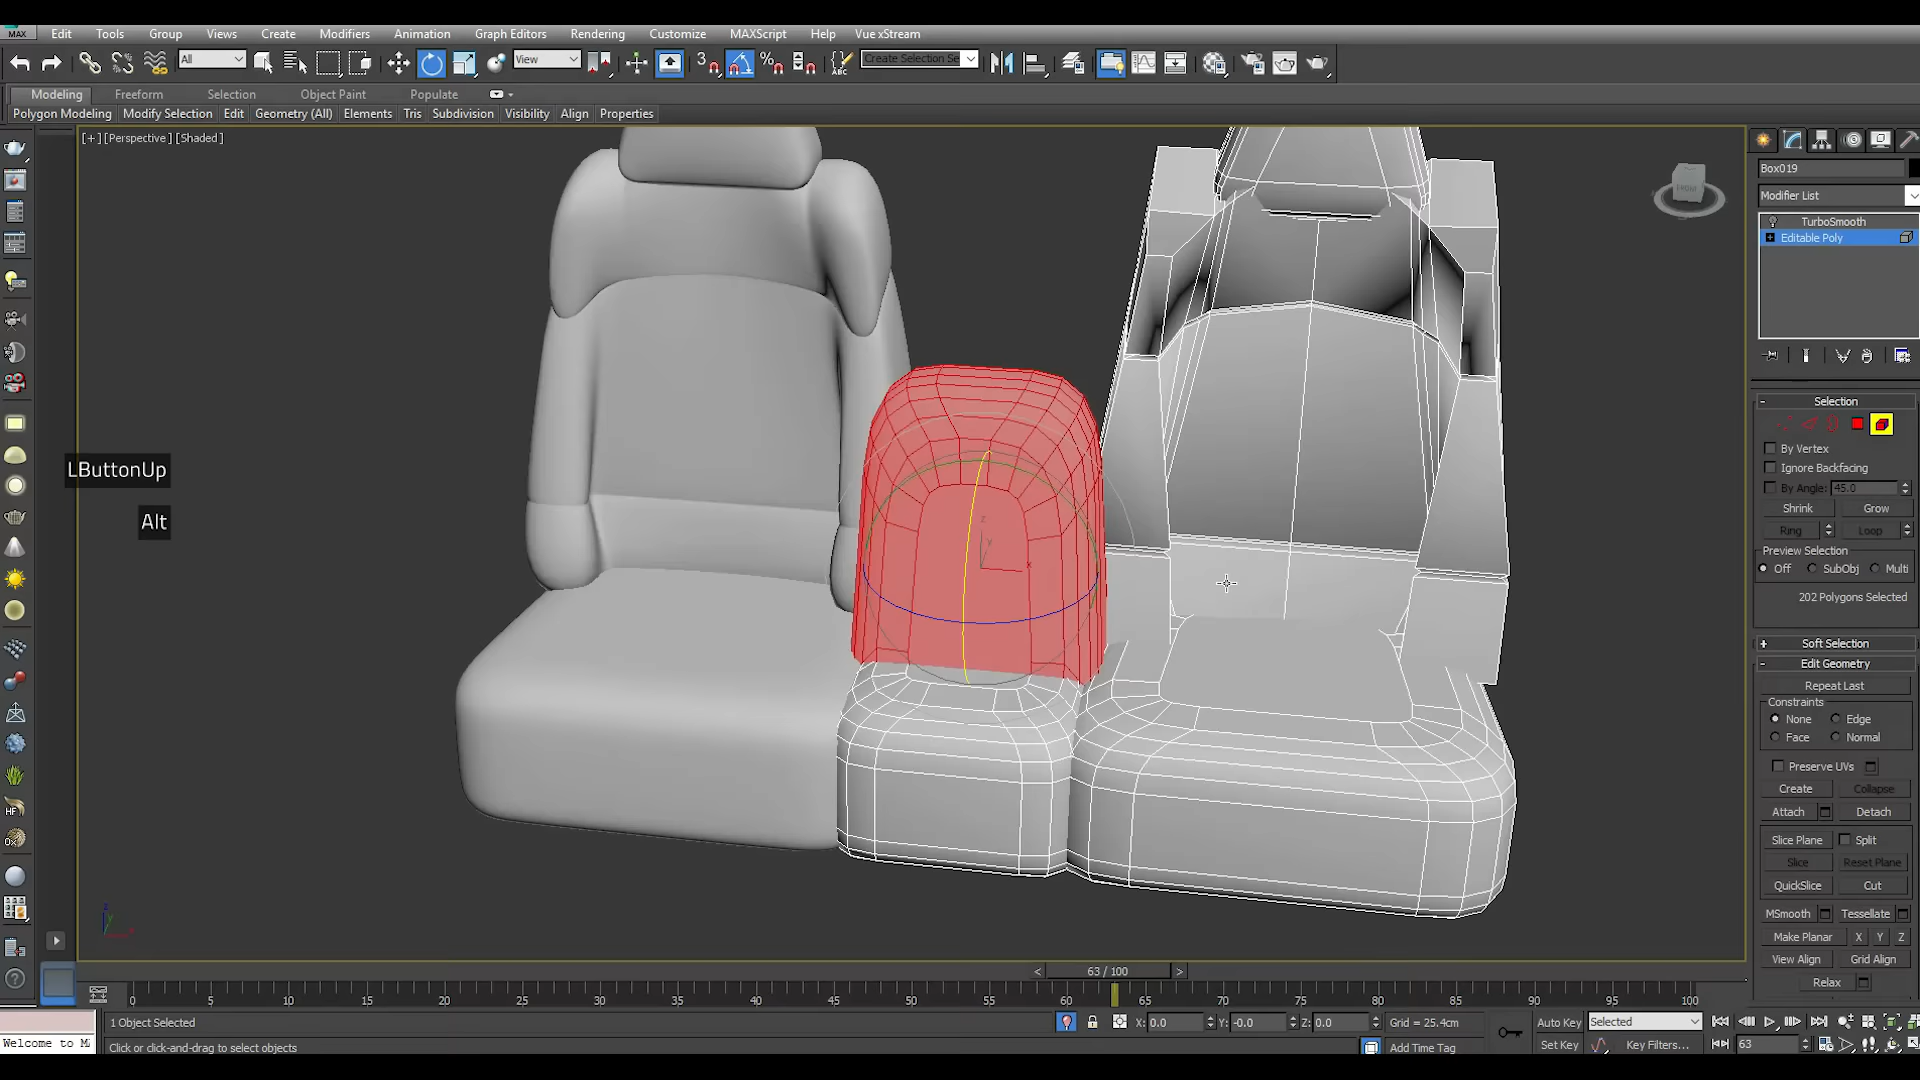 MAX
Edit Tools Group Views Create Modifiers Animation Graph Editors Rendering Customize MAXScript Help Vue xStream
All View 3 Create Selection Se
Modeling Freeform Selection Object Paint Populate
Polygon Modeling Modify Selection Edit Geometry (All) Elements Tris Subdivision Visibility Align Properties
[+] [Perspective] [Shaded]
FRONT
LButtonUp
Alt
z
y
x
Box019
Modifier List
TurboSmooth
Editable Poly
- Selection
By Vertex
Ignore Backfacing
By Angle: 45.0
Shrink Grow
Ring Loop
Preview Selection
Off SubObj Multi
202 Polygons Selected
+ Soft Selection
- Edit Geometry
Repeat Last
Constraints
None Edge
Face Normal
Preserve UVs
Create Collapse
Attach Detach
Slice Plane Split
Slice Reset Plane
QuickSlice Cut
MSmooth Tessellate
Make Planar X Y Z
View Align Grid Align
Relax
< 63 / 100 >
0 5 10 15 20 25 30 35 40 45 50 55 60 65 70 75 80 85 90 95 100
1 Object Selected X: 0.0 Y: -0.0 Z: 0.0 Grid = 25.4cm Auto Key Selected
Welcome to Click or click-and-drag to select objects Add Time Tag Set Key Key Filters... 63